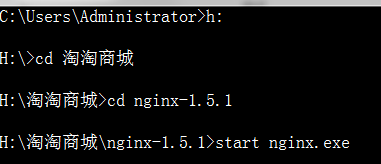 C:\Users\Administrator>h:
H:\>cd 淘淘商城
H:\淘淘商城>cd nginx-1.5.1
H:\淘淘商城\nginx-1.5.1>start nginx.exe